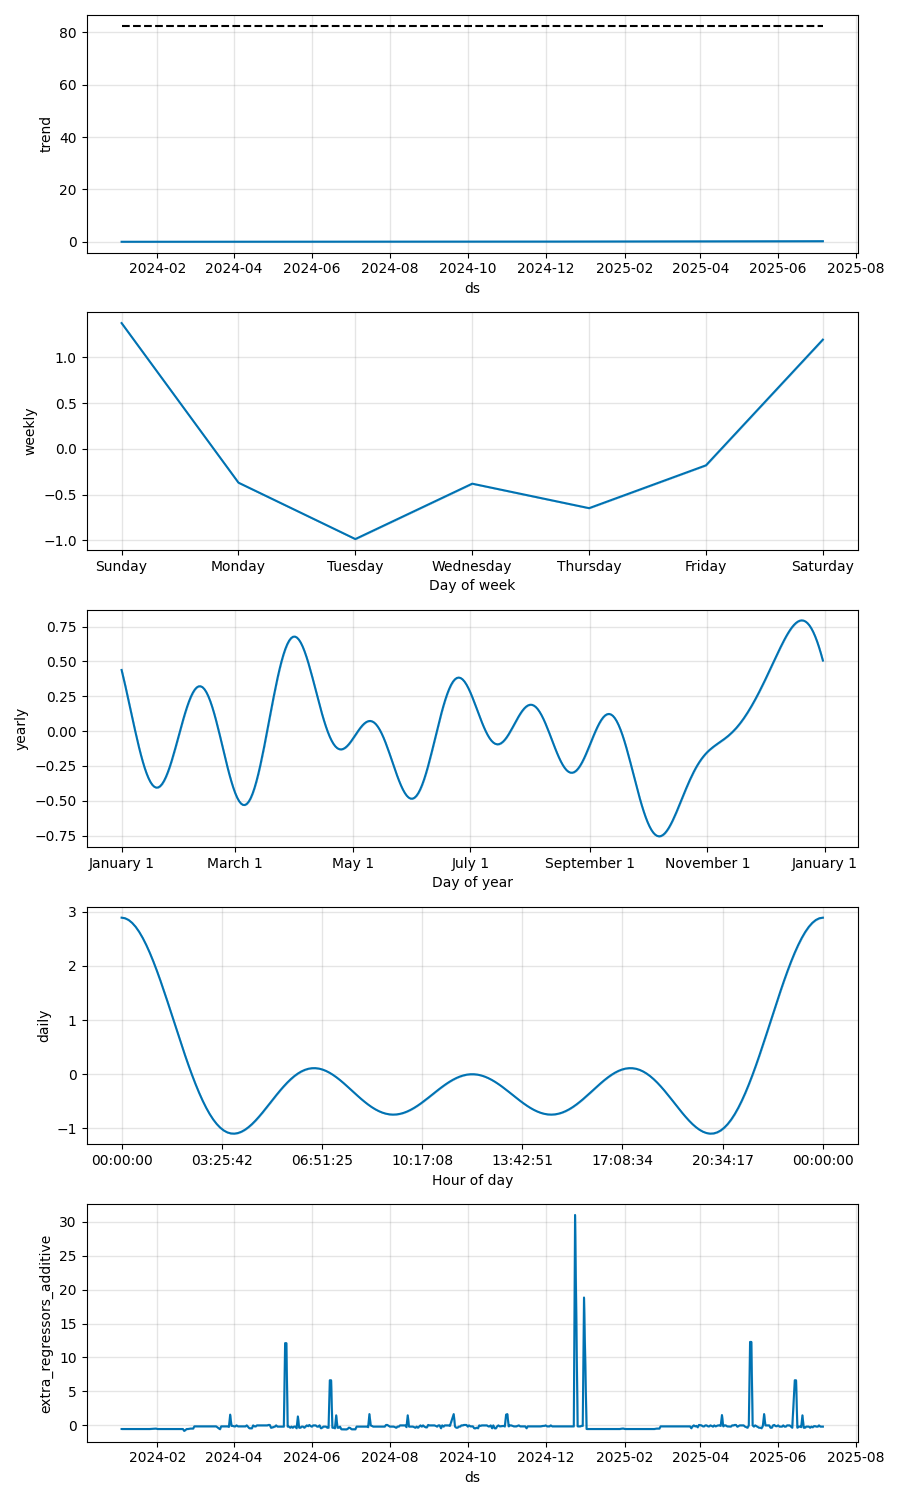 80
60
40
20
0
trend
2024-02 2024-04 2024-06 2024-08 2024-10 2024-12 2025-02 2025-04 2025-06 2025-08
ds
1.0
0.5
0.0
−0.5
−1.0
weekly
Sunday Monday Tuesday Wednesday Thursday Friday Saturday
Day of week
0.75
0.50
0.25
0.00
−0.25
−0.50
−0.75
yearly
January 1 March 1 May 1 July 1 September 1 November 1 January 1
Day of year
3
2
1
0
−1
daily
00:00:00 03:25:42 06:51:25 10:17:08 13:42:51 17:08:34 20:34:17 00:00:00
Hour of day
30
25
20
15
10
5
0
extra_regressors_additive
2024-02 2024-04 2024-06 2024-08 2024-10 2024-12 2025-02 2025-04 2025-06 2025-08
ds